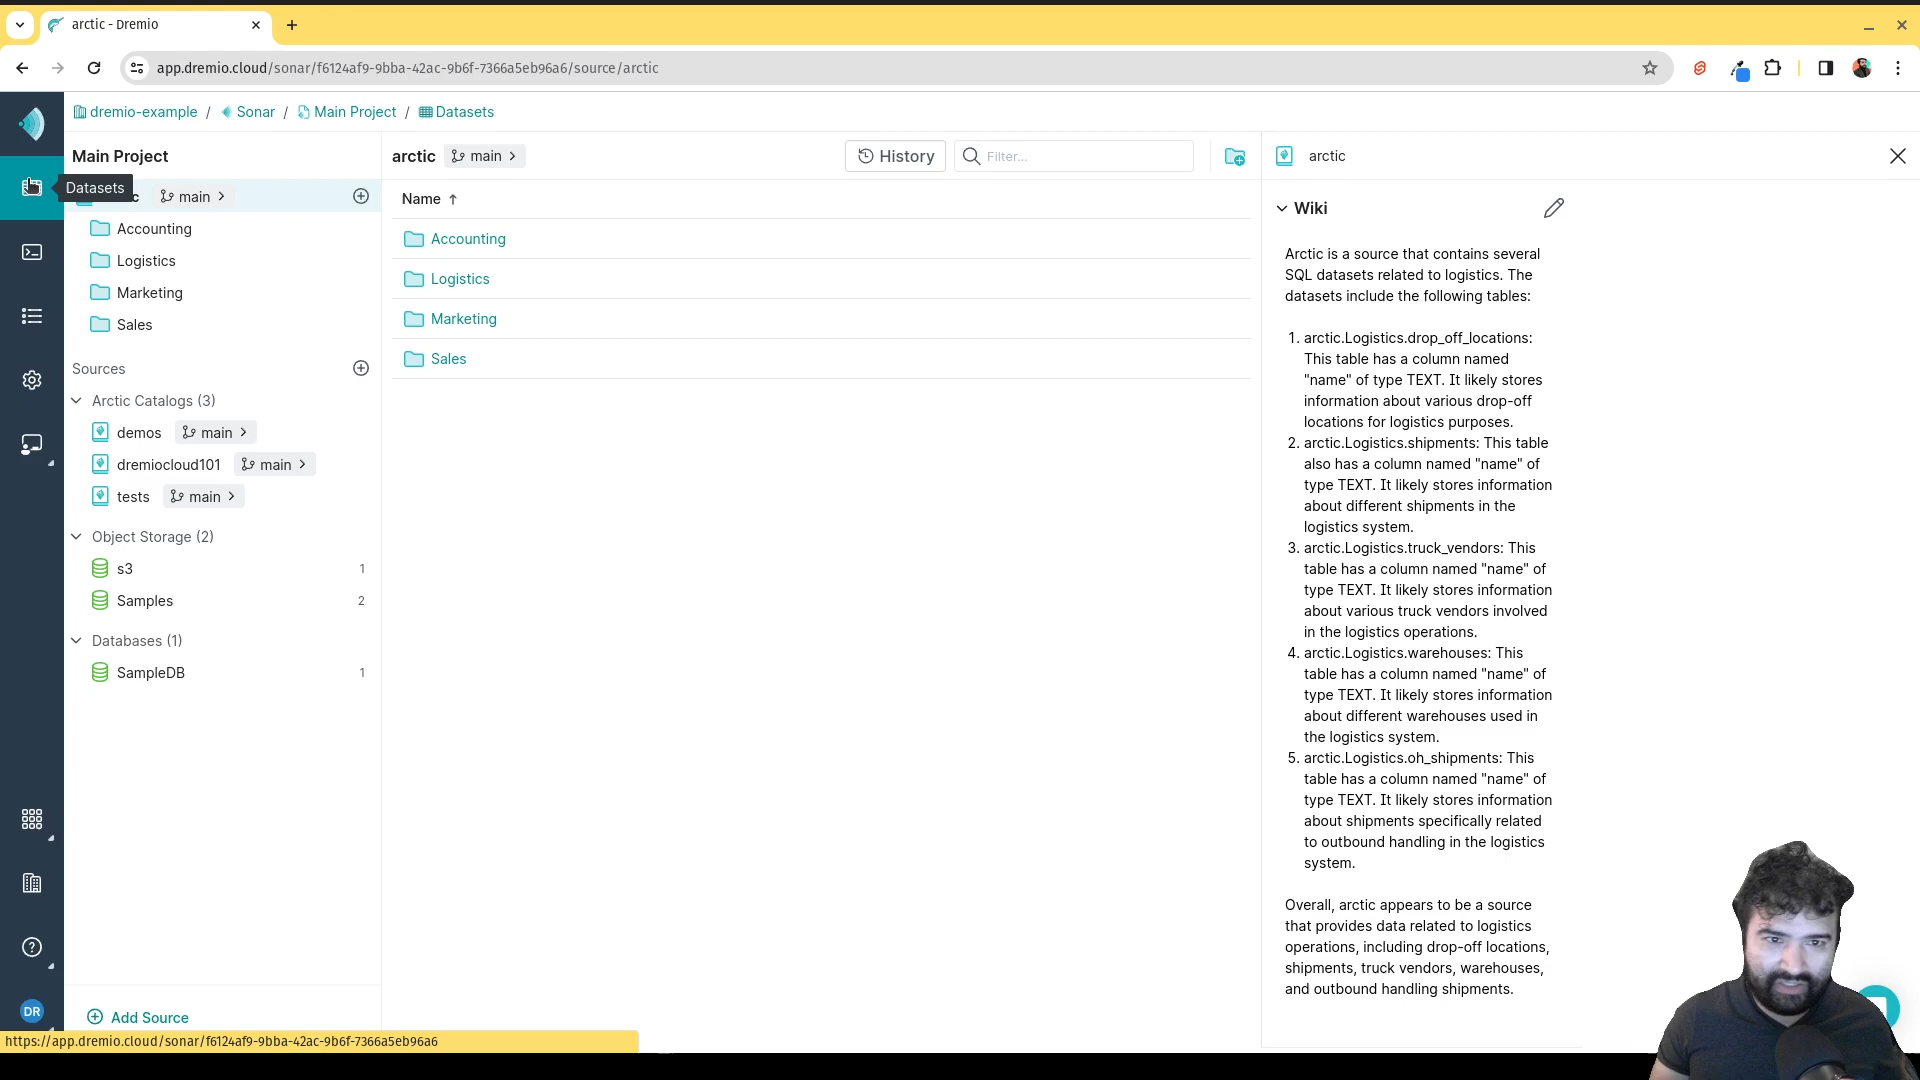 arctic - Dremio
app.dremio.cloud/sonar/f6124af9-9bba-42ac-9b6f-7366a5eb96a6/source/arctic
dremio-example / Sonar / Main Project / Datasets
Main Project
Datasets
c main
Accounting
Logistics
Marketing
Sales
Sources
Arctic Catalogs (3)
demos main
dremiocloud101 main
tests main
Object Storage (2)
s3 1
Samples 2
Databases (1)
SampleDB 1
DR
Add Source
https://app.dremio.cloud/sonar/f6124af9-9bba-42ac-9b6f-7366a5eb96a6
arctic main
History
Filter...
Name
Accounting
Logistics
Marketing
Sales
arctic
Wiki
Arctic is a source that contains several
SQL datasets related to logistics. The
datasets include the following tables:
1. arctic.Logistics.drop_off_locations:
This table has a column named
"name" of type TEXT. It likely stores
information about various drop-off
locations for logistics purposes.
2. arctic.Logistics.shipments: This table
also has a column named "name" of
type TEXT. It likely stores information
about different shipments in the
logistics system.
3. arctic.Logistics.truck_vendors: This
table has a column named "name" of
type TEXT. It likely stores information
about various truck vendors involved
in the logistics operations.
4. arctic.Logistics.warehouses: This
table has a column named "name" of
type TEXT. It likely stores information
about different warehouses used in
the logistics system.
5. arctic.Logistics.oh_shipments: This
table has a column named "name" of
type TEXT. It likely stores information
about shipments specifically related
to outbound handling in the logistics
system.
Overall, arctic appears to be a source
that provides data related to logistics
operations, including drop-off locations,
shipments, truck vendors, warehouses,
and outbound handling shipments.